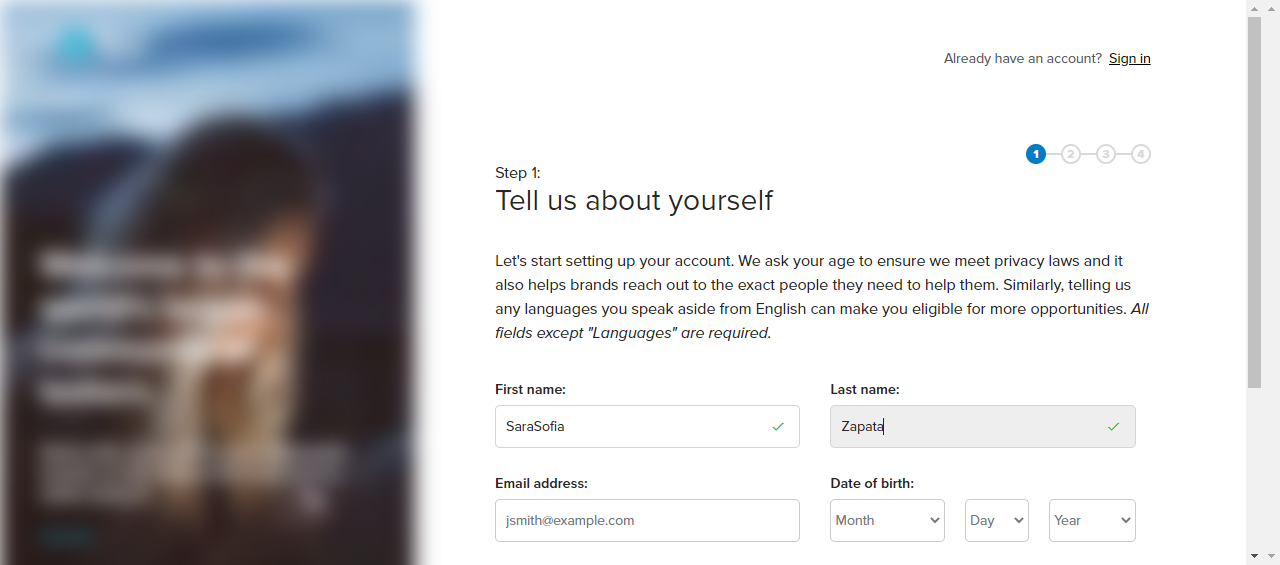 Already have an account? Sign in
1 2 3 4
Step 1:
Tell us about yourself
Let's start setting up your account. We ask your age to ensure we meet privacy laws and it
also helps brands reach out to the exact people they need to help them. Similarly, telling us
any languages you speak aside from English can make you eligible for more opportunities. All
fields except "Languages" are required.
First name: Last name:
SaraSofia Zapata
Email address: Date of birth:
jsmith@example.com Month Day Year